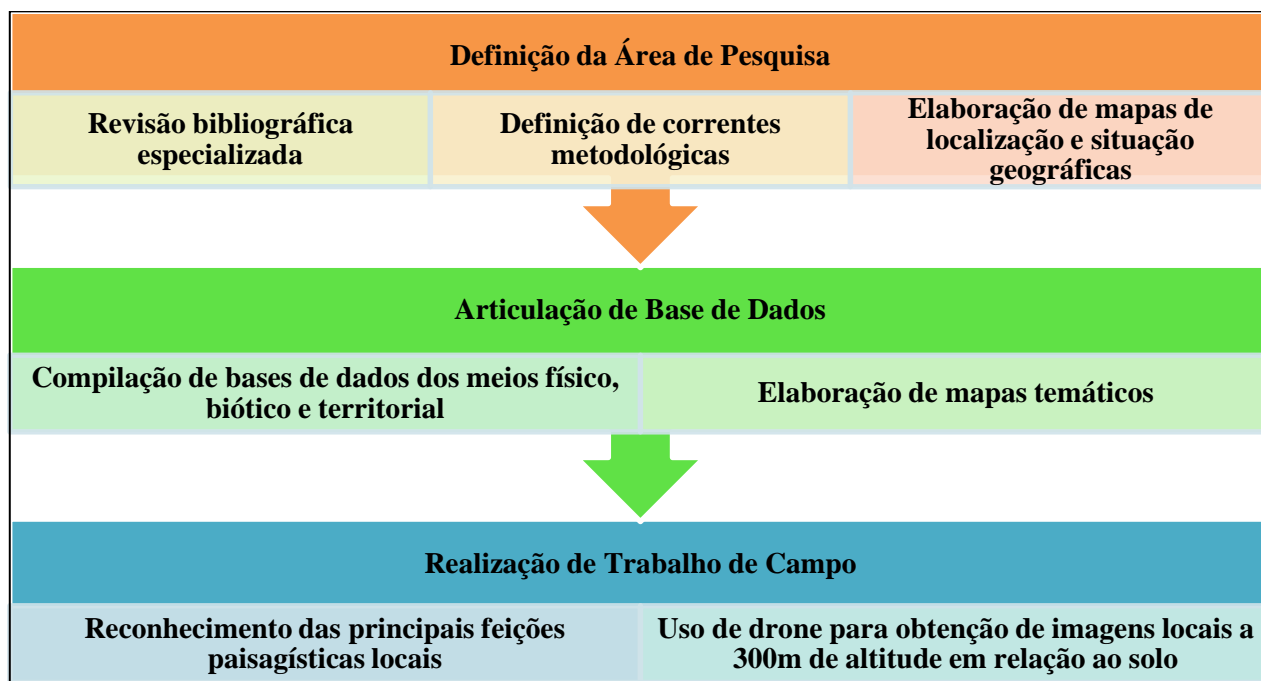 Definição da Área de Pesquisa
Revisão bibliográfica
especializada
Definição de correntes
metodológicas
Elaboração de mapas de
localização e situação
geográficas
Articulação de Base de Dados
Compilação de bases de dados dos meios físico,
biótico e territorial
Elaboração de mapas temáticos
Realização de Trabalho de Campo
Reconhecimento das principais feições
paisagísticas locais
Uso de drone para obtenção de imagens locais a
300m de altitude em relação ao solo